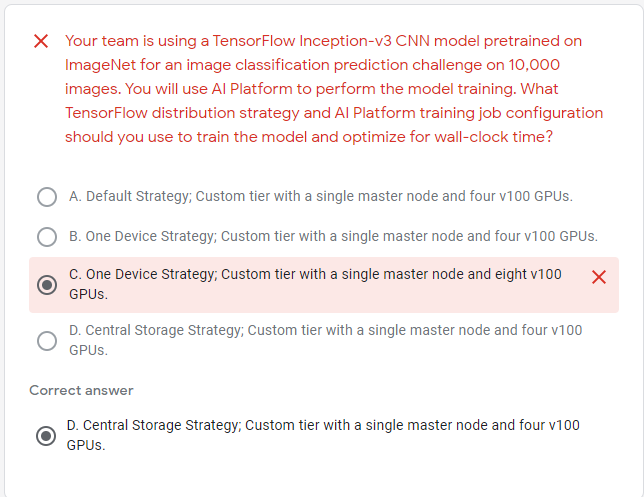 Your team is using a TensorFlow Inception-v3 CNN model pretrained on
ImageNet for an image classification prediction challenge on 10,000
images. You will use AI Platform to perform the model training. What
TensorFlow distribution strategy and AI Platform training job configuration
should you use to train the model and optimize for wall-clock time?
A. Default Strategy; Custom tier with a single master node and four v100 GPUs.
B. One Device Strategy; Custom tier with a single master node and four v100 GPUs.
C. One Device Strategy; Custom tier with a single master node and eight v100
GPUs.
D. Central Storage Strategy; Custom tier with a single master node and four v100
GPUs.
Correct answer
D. Central Storage Strategy; Custom tier with a single master node and four v100
GPUs.